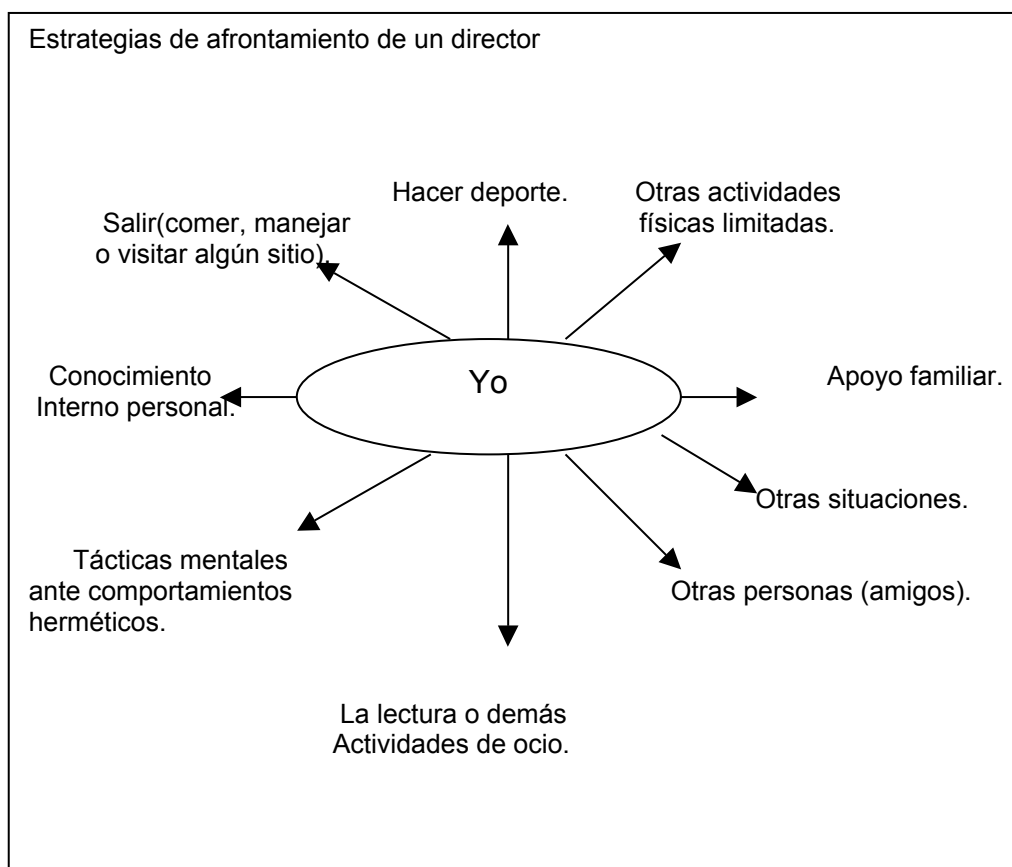 Estrategias de afrontamiento de un director
Hacer deporte.
Otras actividades
físicas limitadas.
Salir(comer, manejar
o visitar algún sitio).
Yo
Conocimiento
Interno personal.
Apoyo familiar.
Otras situaciones.
Tácticas mentales
ante comportamientos
herméticos.
Otras personas (amigos).
La lectura o demás
Actividades de ocio.